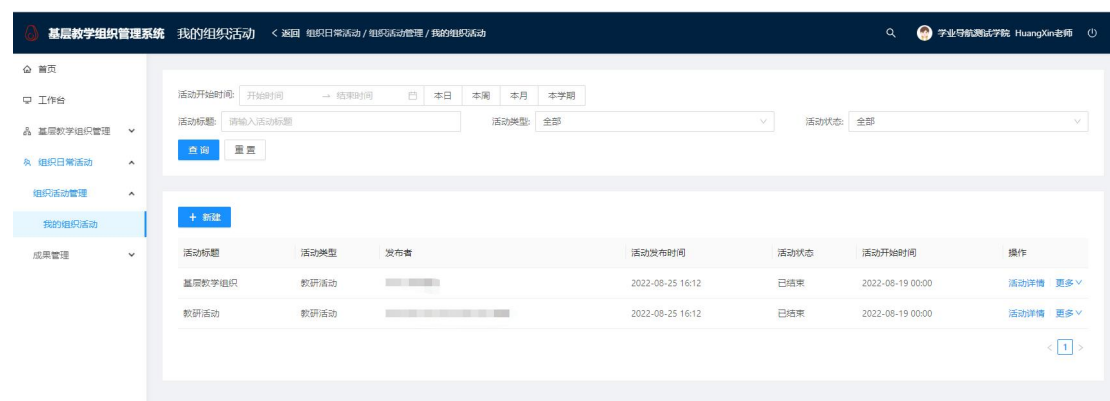 基层教学组织管理系统 我的组织活动 < 返回 组织日常活动 / 组织活动管理 / 我的组织活动 学业导航测试学院 HuangXin老师
首页
工作台
基层教学组织管理
组织日常活动
组织活动管理
我的组织活动
成果管理
活动开始时间: 开始时间 → 结束时间 本日 本周 本月 本学期
活动标题: 请输入活动标题 活动类型: 全部 活动状态: 全部
查询 重置
+ 新建
活动标题 活动类型 发布者 活动发布时间 活动状态 活动开始时间 操作
基层教学组织 教研活动 2022-08-25 16:12 已结束 2022-08-19 00:00 活动详情 更多
教研活动 教研活动 2022-08-25 16:12 已结束 2022-08-19 00:00 活动详情 更多
< 1 >